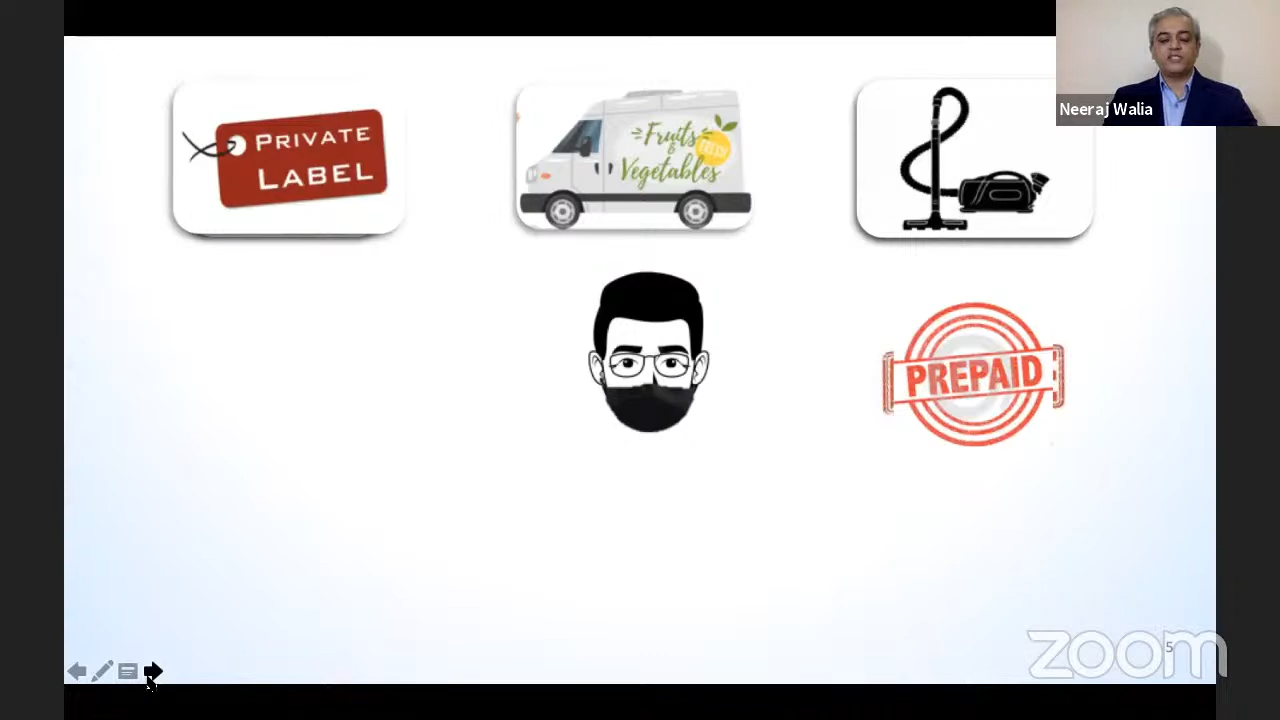 Neeraj Walia
PRIVATE
LABEL
Fruits
&
Vegetables
FRESH
PREPAID
zoom
5